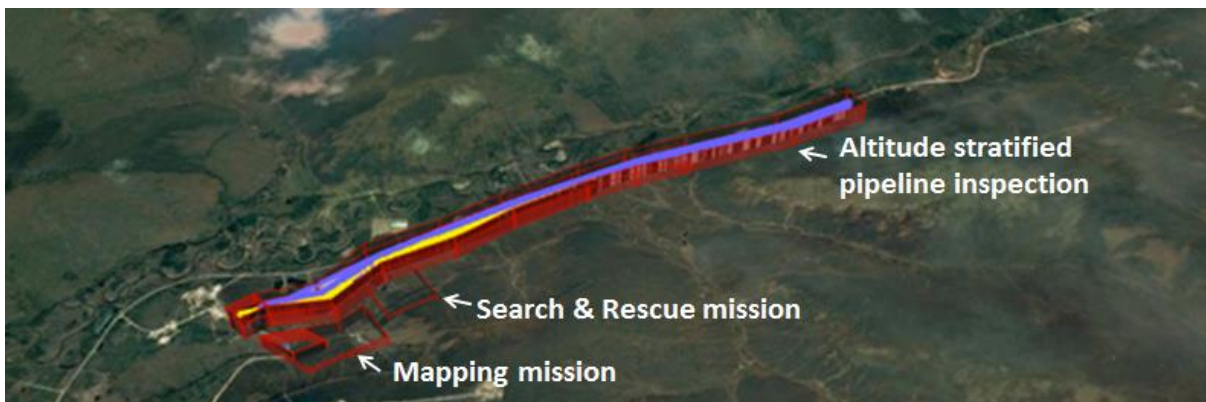 Altitude stratified
pipeline inspection
Search & Rescue mission
Mapping mission